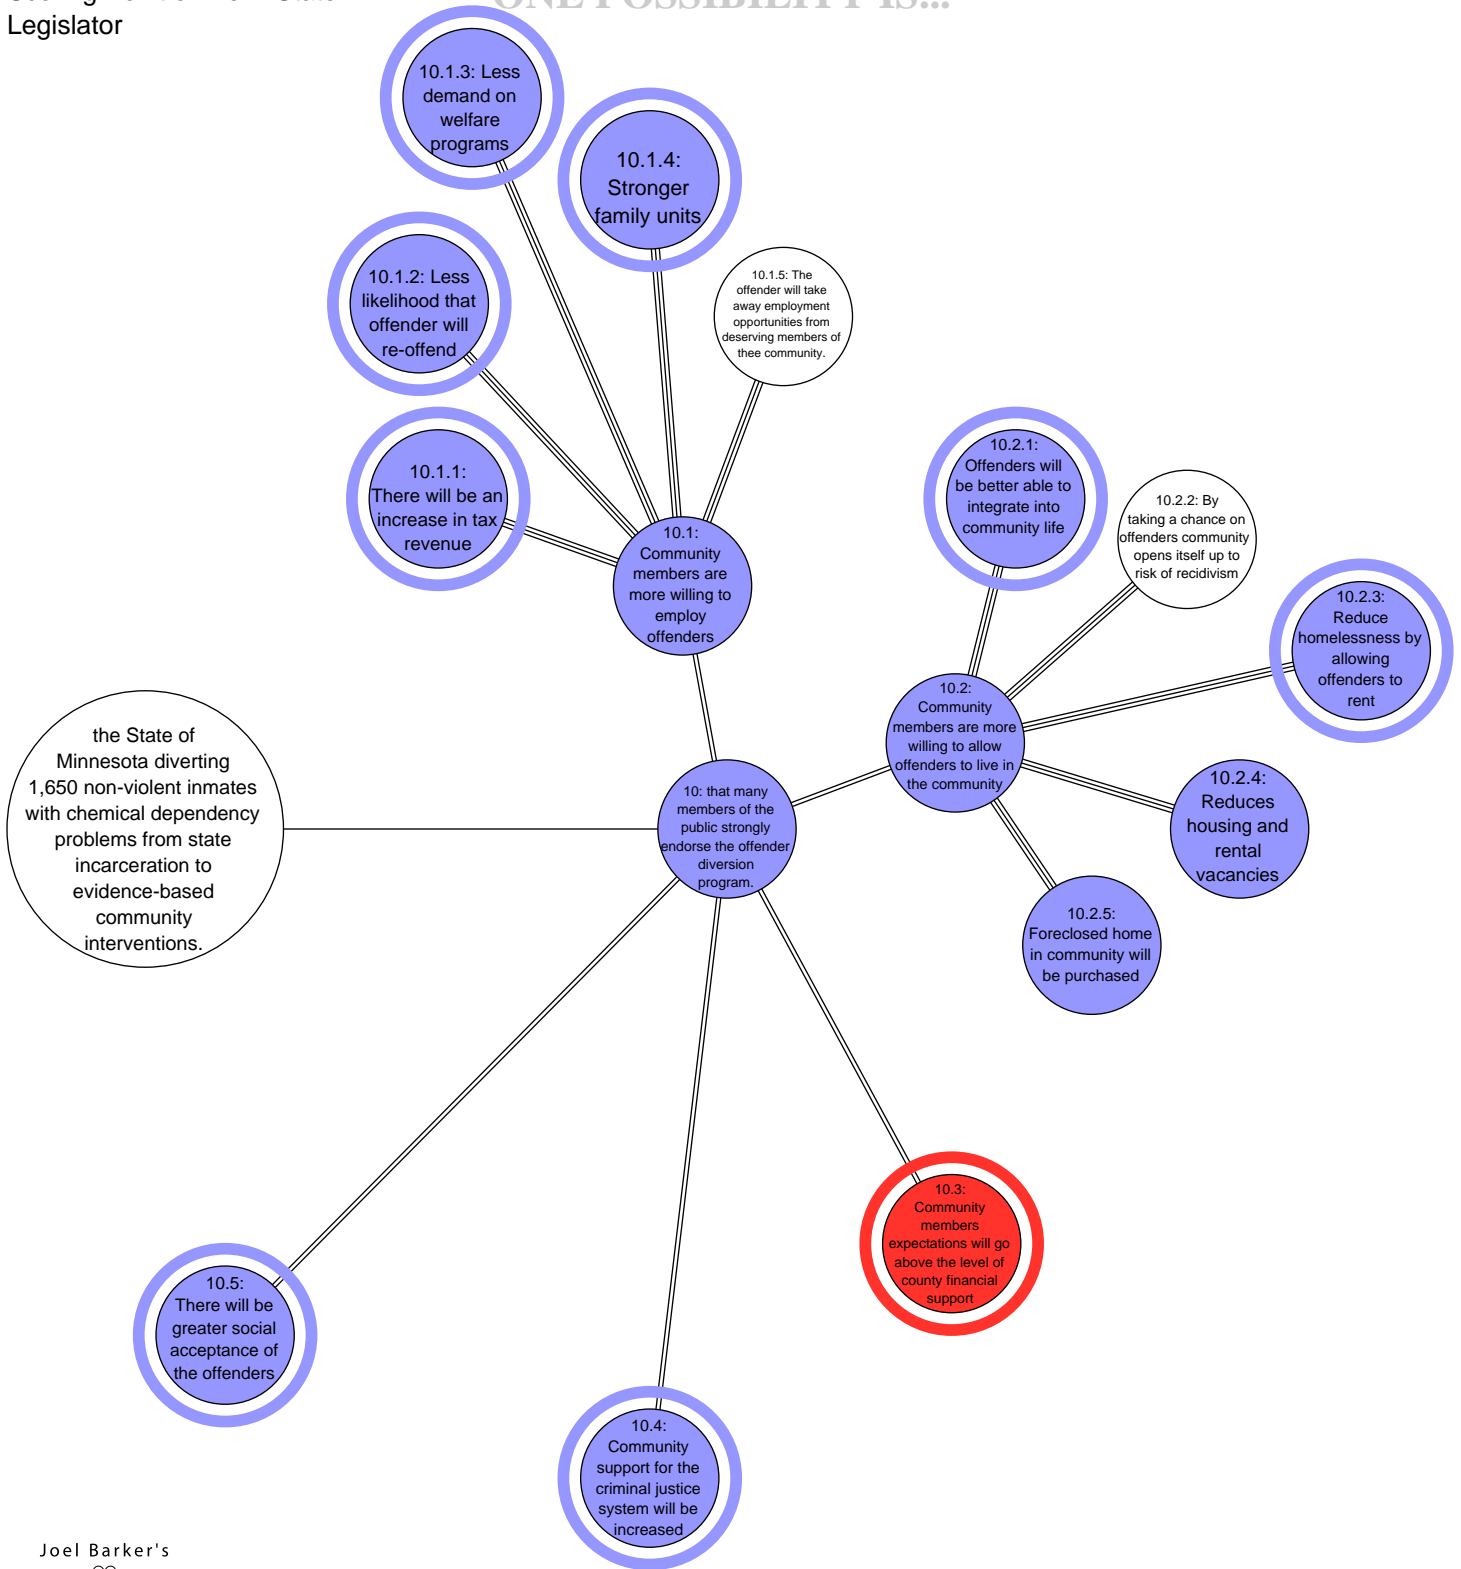 Legislator
ONE POSSIBILITY IS...
10.1.3: Less
demand on
welfare
programs
10.1.4:
Stronger
family units
10.1.2: Less
likelihood that
offender will
re-offend
10.1.5: The
offender will take
away employment
opportunities from
deserving members of
thee community.
10.1.1:
There will be an
increase in tax
revenue
10.1:
Community
members are
more willing to
employ
offenders
10.2.1:
Offenders will
be better able to
integrate into
community life
10.2.2: By
taking a chance on
offenders community
opens itself up to
risk of recidivism
10.2.3:
Reduce
homelessness by
allowing
offenders to
rent
10.2:
Community
members are more
willing to allow
offenders to live in
the community
10.2.4:
Reduces
housing and
rental
vacancies
10.2.5:
Foreclosed home
in community will
be purchased
the State of
Minnesota diverting
1,650 non-violent inmates
with chemical dependency
problems from state
incarceration to
evidence-based
community
interventions.
10: that many
members of the
public strongly
endorse the offender
diversion
program.
10.3:
Community
members
expectations will go
above the level of
county financial
support
10.5:
There will be
greater social
acceptance of
the offenders
10.4:
Community
support for the
criminal justice
system will be
increased
Joel Barker's